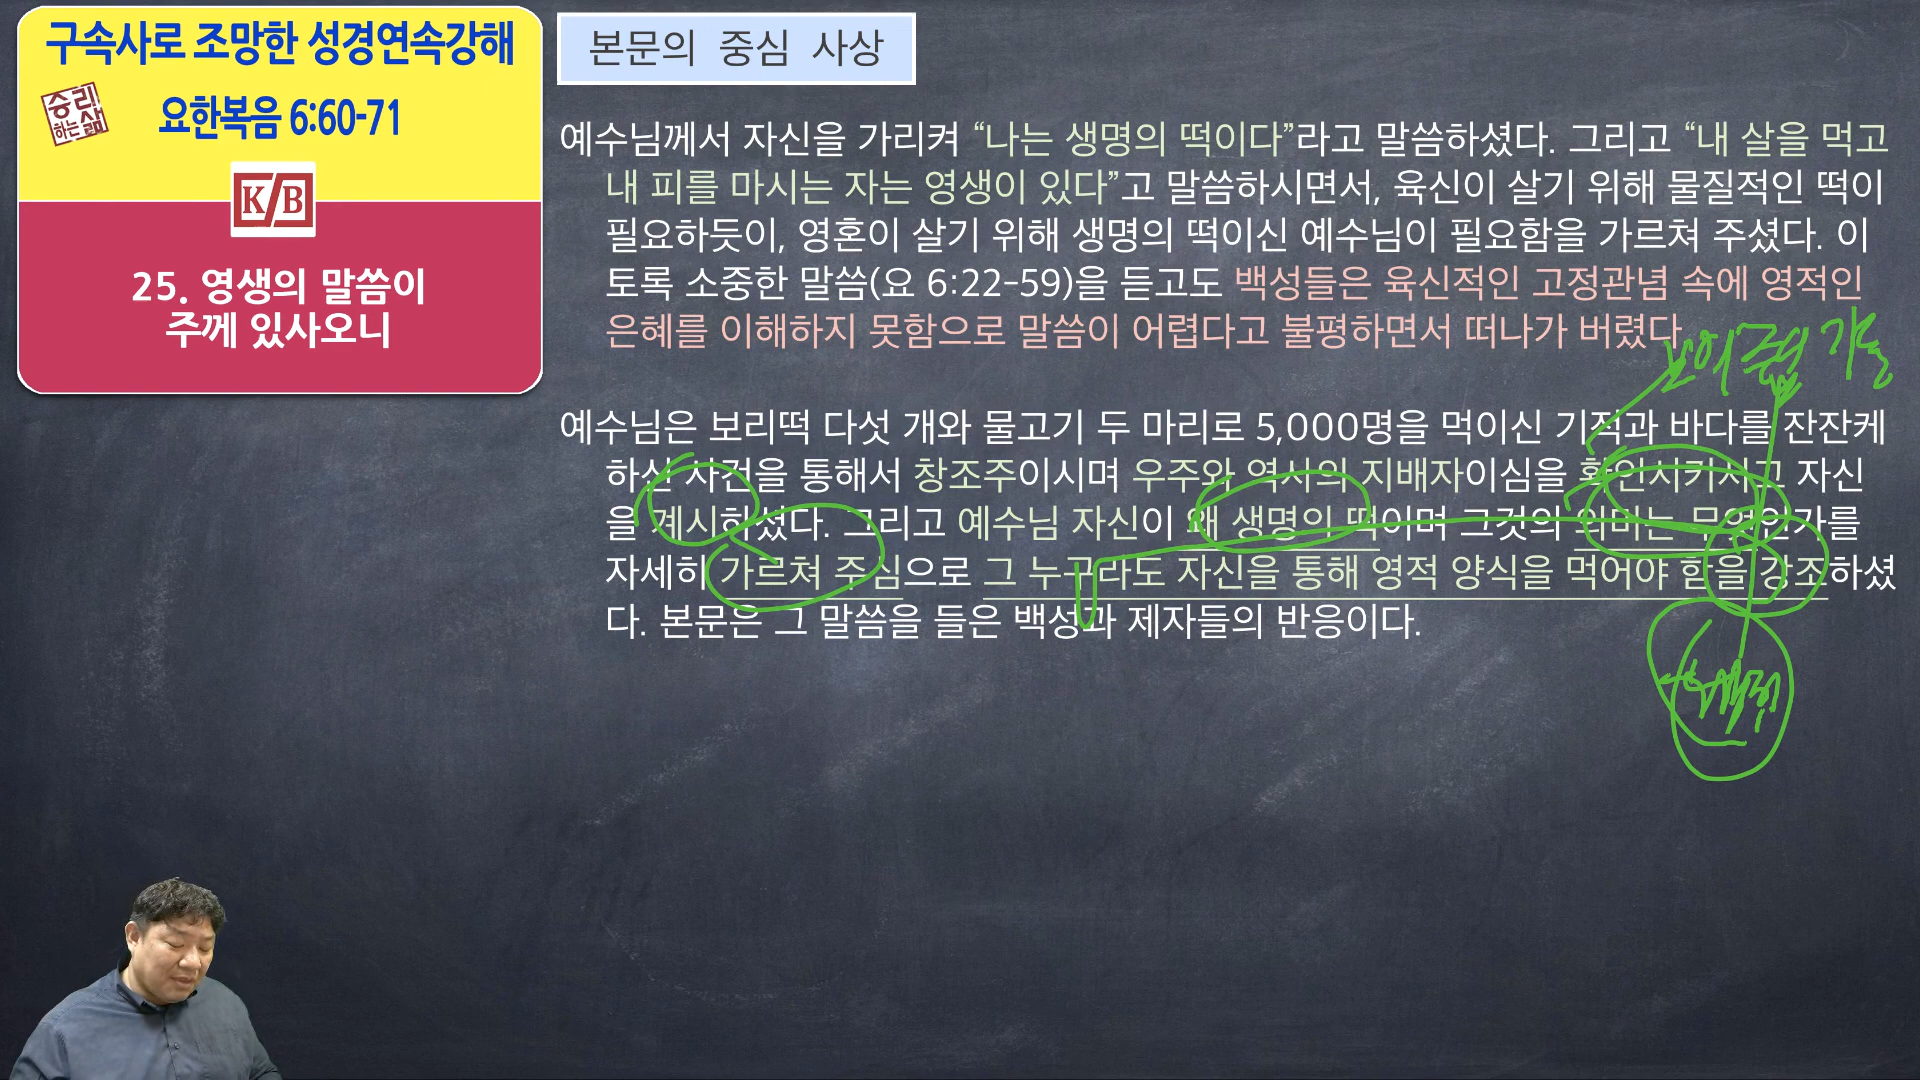 구속사로 조망한 성경연속강해
승리
하는 삶
요한복음 6:60-71
K/B
25. 영생의 말씀이
주께 있사오니
본문의 중심 사상
예수님께서 자신을 가리켜 “나는 생명의 떡이다”라고 말씀하셨다. 그리고 “내 살을 먹고
내 피를 마시는 자는 영생이 있다”고 말씀하시면서, 육신이 살기 위해 물질적인 떡이
필요하듯이, 영혼이 살기 위해 생명의 떡이신 예수님이 필요함을 가르쳐 주셨다. 이
토록 소중한 말씀(요 6:22-59)을 듣고도 백성들은 육신적인 고정관념 속에 영적인
은혜를 이해하지 못함으로 말씀이 어렵다고 불평하면서 떠나가 버렸다.
예수님은 보리떡 다섯 개와 물고기 두 마리로 5,000명을 먹이신 기적과 바다를 잔잔케
하신 사건을 통해서 창조주이시며 우주와 역사의 지배자이심을 확인시키시고 자신
을 계시하셨다. 그리고 예수님 자신이 왜 생명의 떡이며 그것의 의미는 무엇인가를
자세히 가르쳐 주심으로 그 누구라도 자신을 통해 영적 양식을 먹어야 함을 강조하셨
다. 본문은 그 말씀을 들은 백성과 제자들의 반응이다.